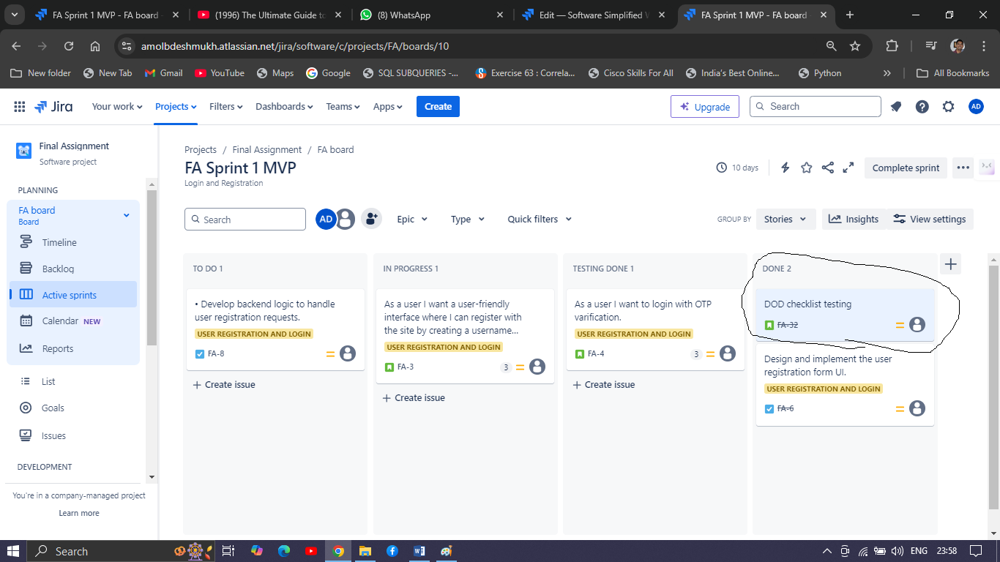 FA Sprint 1 MVP - FA board -
(1996) The Ultimate Guide to
(8) WhatsApp
Edit — Software Simplified W
FA Sprint 1 MVP - FA board -
amolbdeshmukh.atlassian.net/jira/software/c/projects/FA/boards/10
New folder
New Tab
Gmail
YouTube
Maps
Google
SQL SUBQUERIES -...
Exercise 63 : Correla...
Cisco Skills For All
India's Best Online...
Python
»
All Bookmarks
Jira
Your work
Projects
Filters
Dashboards
Teams
Apps
Create
Upgrade
Search
AD
Final Assignment
Software project
PLANNING
FA board
Board
Timeline
Backlog
Active sprints
Calendar NEW
Reports
List
Goals
Issues
DEVELOPMENT
You're in a company-managed project
Learn more
Projects / Final Assignment / FA board
FA Sprint 1 MVP
Login and Registration
10 days
Complete sprint
Search
AD
Epic
Type
Quick filters
GROUP BY
Stories
Insights
View settings
TO DO 1
• Develop backend logic to handle
user registration requests.
USER REGISTRATION AND LOGIN
FA-8
+ Create issue
IN PROGRESS 1
As a user I want a user-friendly
interface where I can register with
the site by creating a username...
USER REGISTRATION AND LOGIN
FA-3
3
+ Create issue
TESTING DONE 1
As a user I want to login with OTP
varification.
USER REGISTRATION AND LOGIN
FA-4
3
+ Create issue
DONE 2
DOD checklist testing
FA-32
Design and implement the user
registration form UI.
USER REGISTRATION AND LOGIN
FA-6
Search
ENG
23:58